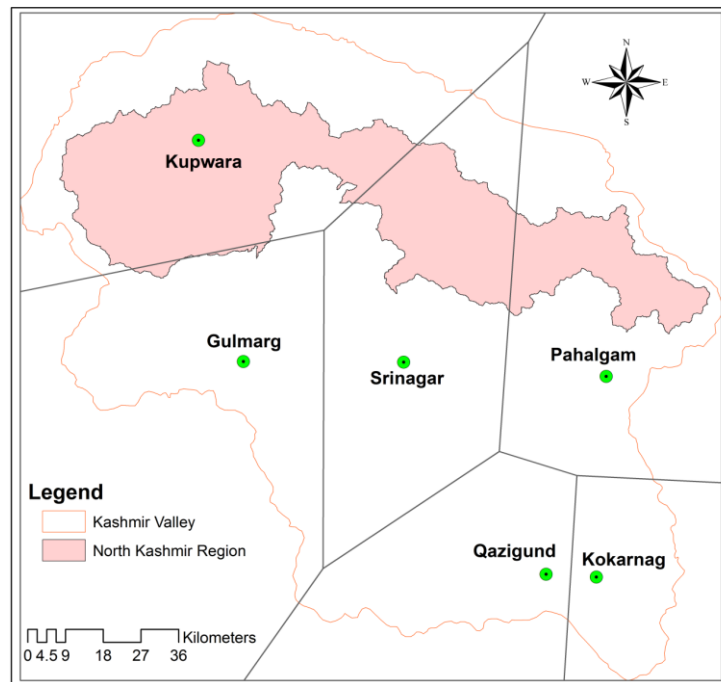 N
W E
S
Kupwara
Gulmarg
Srinagar
Pahalgam
Legend
Kashmir Valley
North Kashmir Region
Qazigund
Kokarnag
Kilometers
0 4.5 9 18 27 36